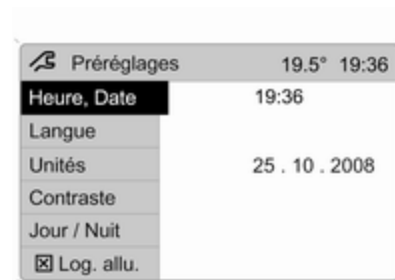 Préréglages 19.5° 19:36
Heure, Date 19:36
Langue
Unités 25 . 10 . 2008
Contraste
Jour / Nuit
Log. allu.